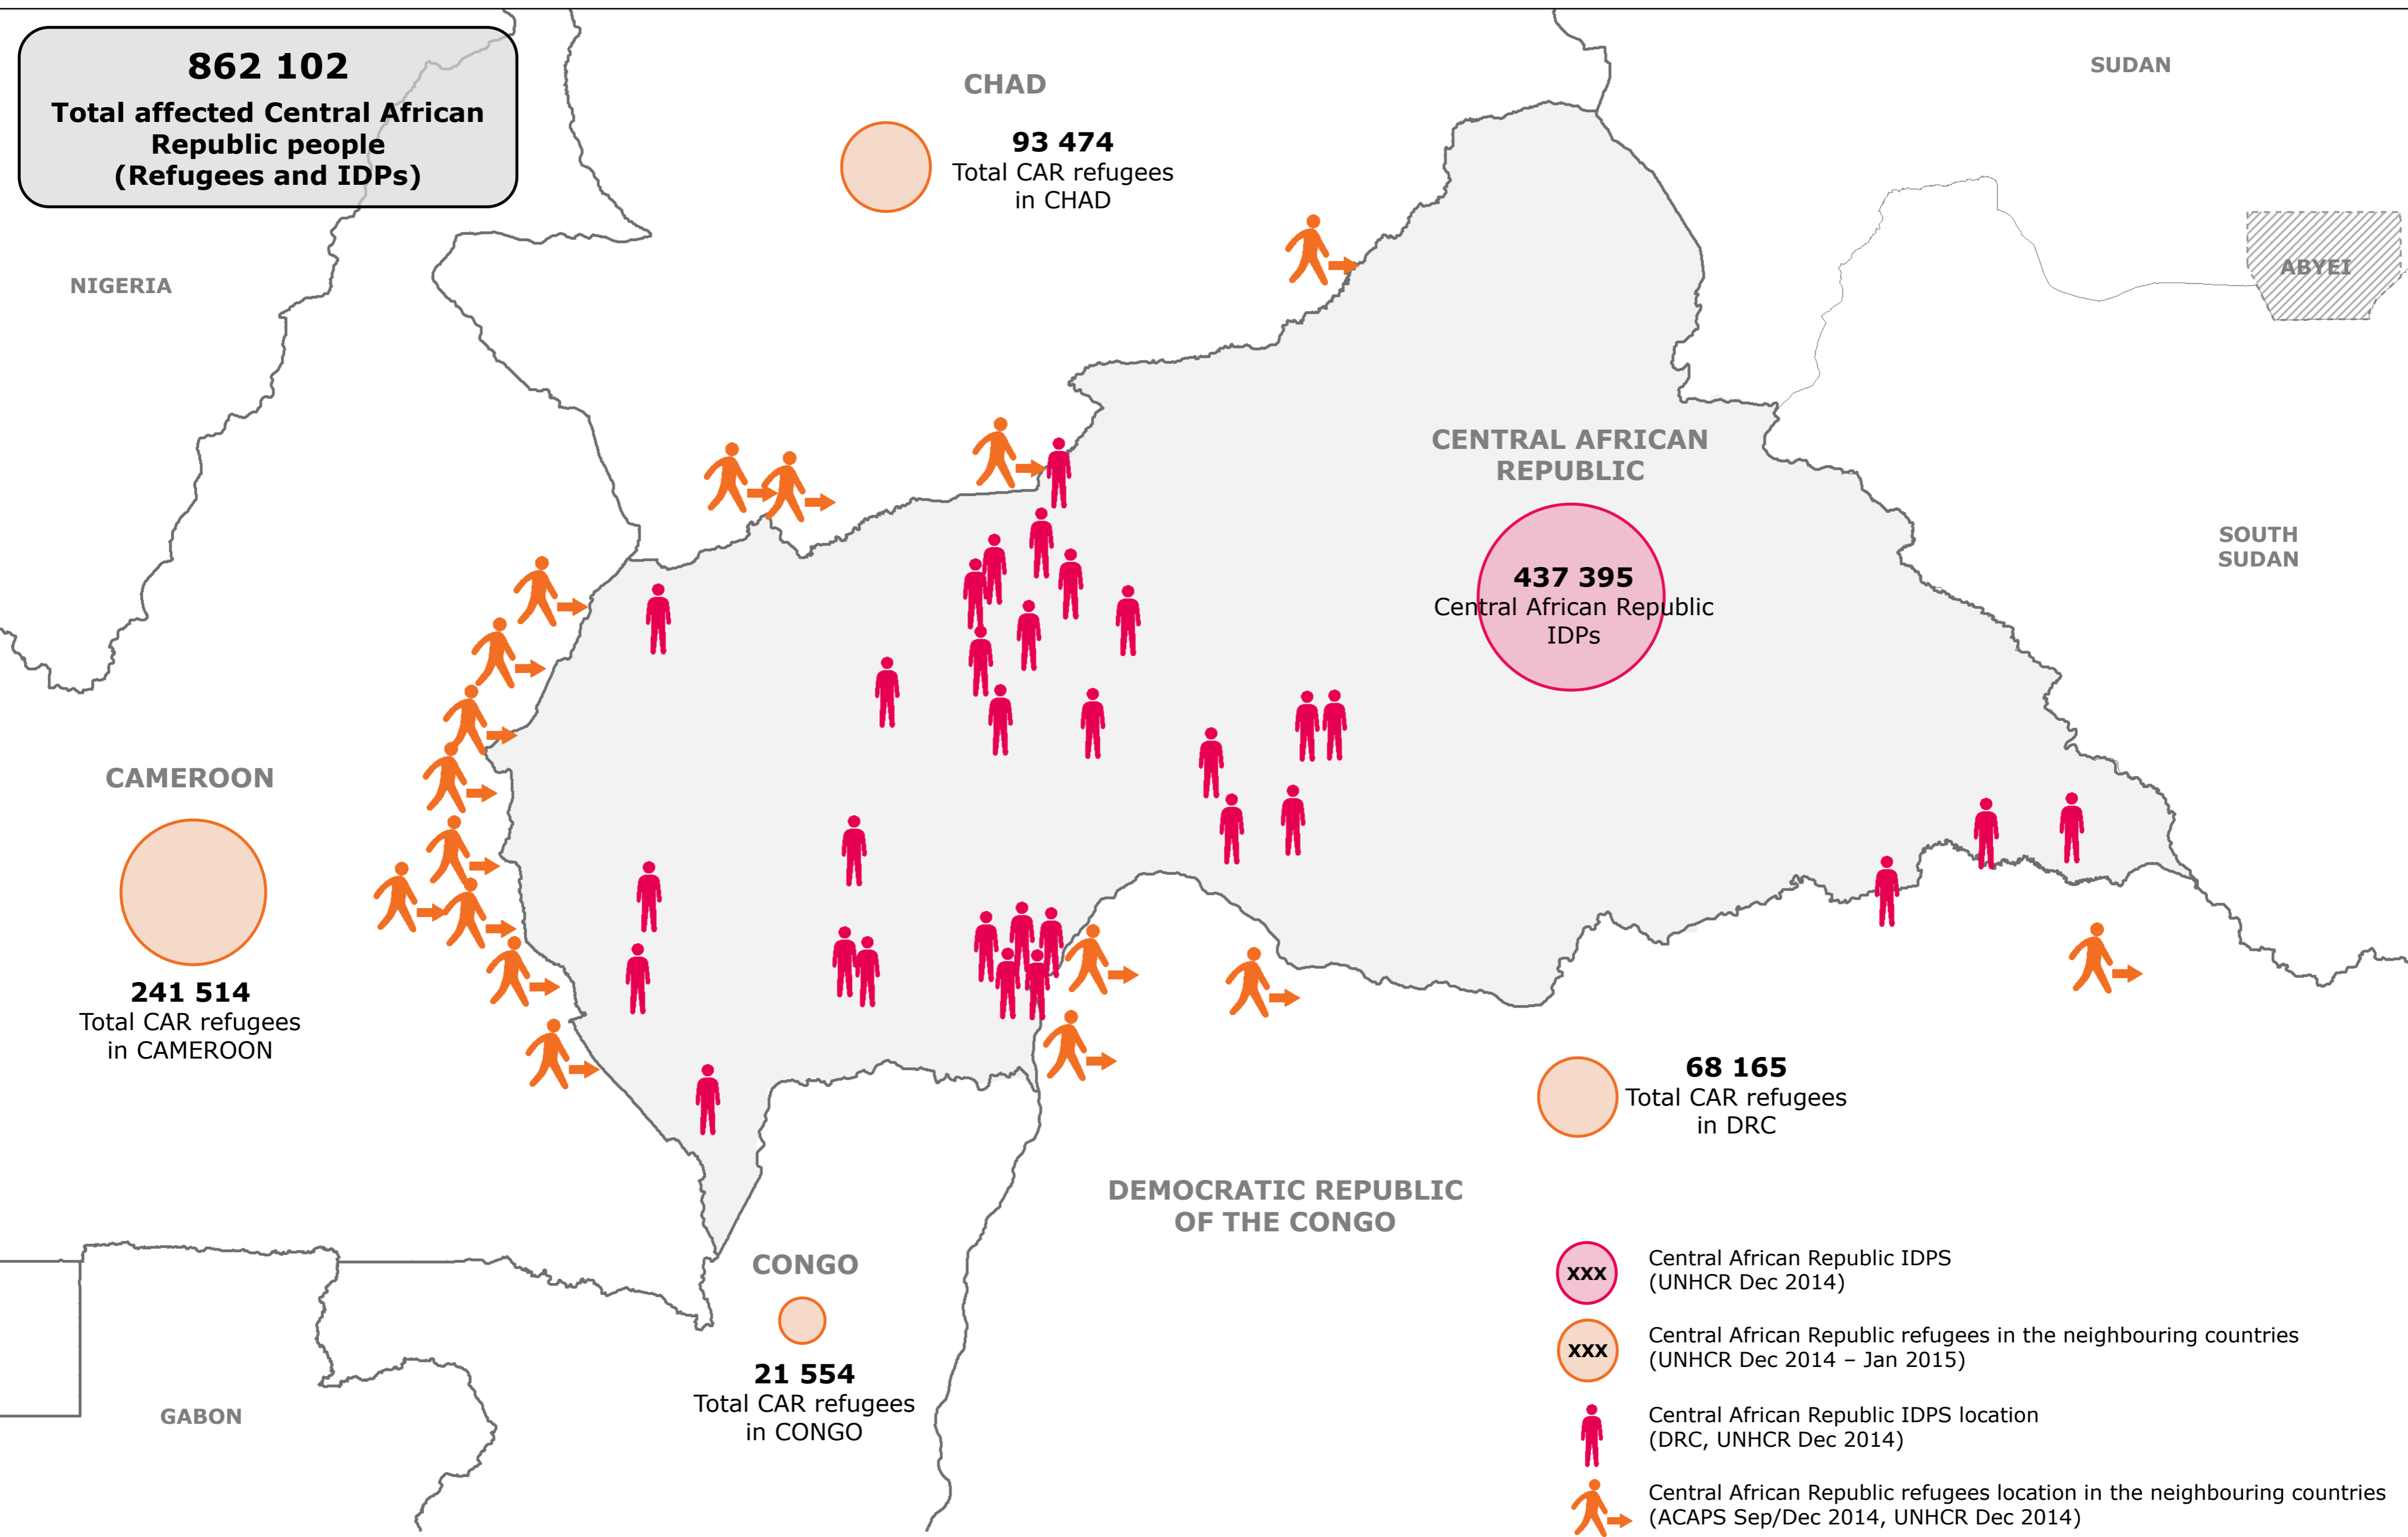 862 102
Total affected Central African
Republic people
(Refugees and IDPs)
CHAD
93 474
Total CAR refugees
in CHAD
SUDAN
NIGERIA
ABYEI
CENTRAL AFRICAN
REPUBLIC
437 395
Central African Republic
IDPs
SOUTH
SUDAN
CAMEROON
241 514
Total CAR refugees
in CAMEROON
68 165
Total CAR refugees
in DRC
DEMOCRATIC REPUBLIC
OF THE CONGO
CONGO
21 554
Total CAR refugees
in CONGO
GABON
XXX
Central African Republic IDPS
(UNHCR Dec 2014)
XXX
Central African Republic refugees in the neighbouring countries
(UNHCR Dec 2014 – Jan 2015)
Central African Republic IDPS location
(DRC, UNHCR Dec 2014)
Central African Republic refugees location in the neighbouring countries
(ACAPS Sep/Dec 2014, UNHCR Dec 2014)